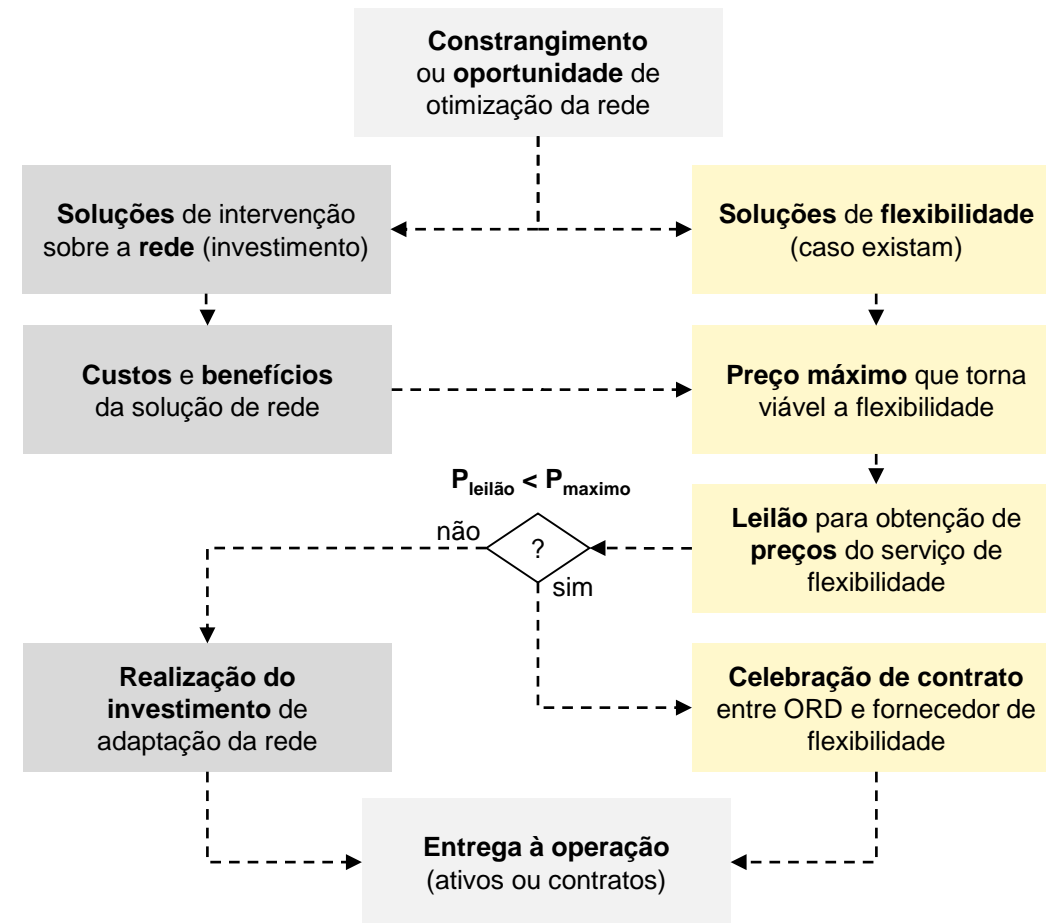 Constrangimento
ou oportunidade de
otimização da rede
Soluções de intervenção
sobre a rede (investimento)
Soluções de flexibilidade
(caso existam)
Custos e benefícios
da solução de rede
Preço máximo que torna
viável a flexibilidade
Pleilão < Pmaximo
não
?
sim
Leilão para obtenção de
preços do serviço de
flexibilidade
Realização do
investimento de
adaptação da rede
Celebração de contrato
entre ORD e fornecedor de
flexibilidade
Entrega à operação
(ativos ou contratos)